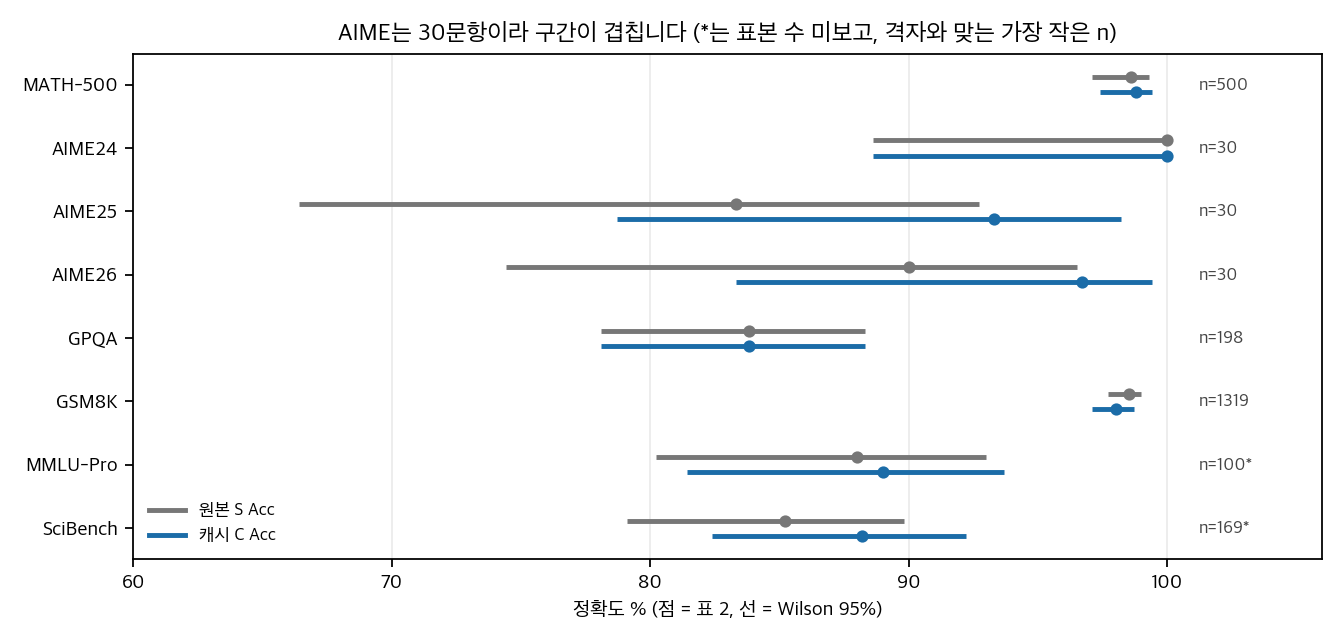 AIME는 30문항이라 구간이 겹칩니다 (*는 표본 수 미보고, 격자와 맞는 가장 작은 n)
MATH-500
n=500
AIME24
n=30
AIME25
n=30
AIME26
n=30
GPQA
n=198
GSM8K
n=1319
MMLU-Pro
n=100*
SciBench
n=169*
원본 S Acc
캐시 C Acc
60 70 80 90 100
정확도 % (점 = 표 2, 선 = Wilson 95%)